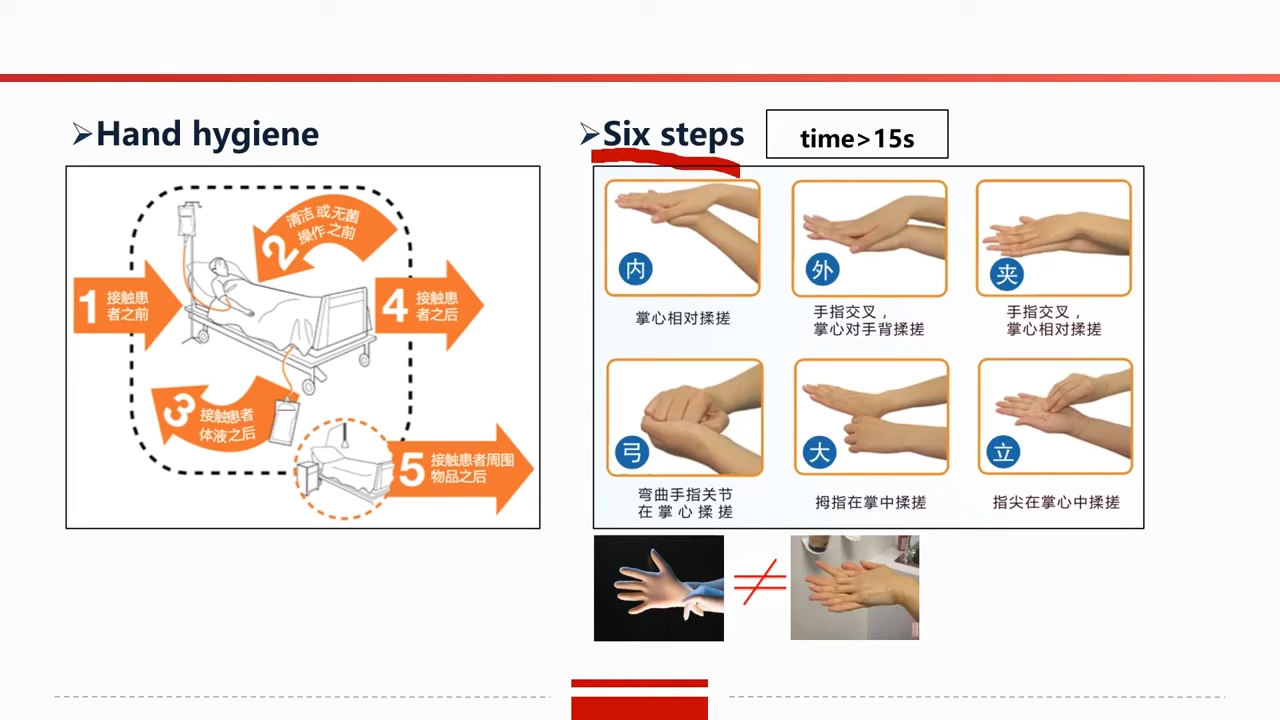 ➢Hand hygiene
➢Six steps
time>15s
1 接触患
者之前
2 清洁或无菌
操作之前
3 接触患者
体液之后
4 接触患
者之后
5 接触患者周围
物品之后
内
掌心相对揉搓
外
手指交叉，
掌心对手背揉搓
夹
手指交叉，
掌心相对揉搓
弓
弯曲手指关节
在掌心揉搓
大
拇指在掌中揉搓
立
指尖在掌心中揉搓
≠